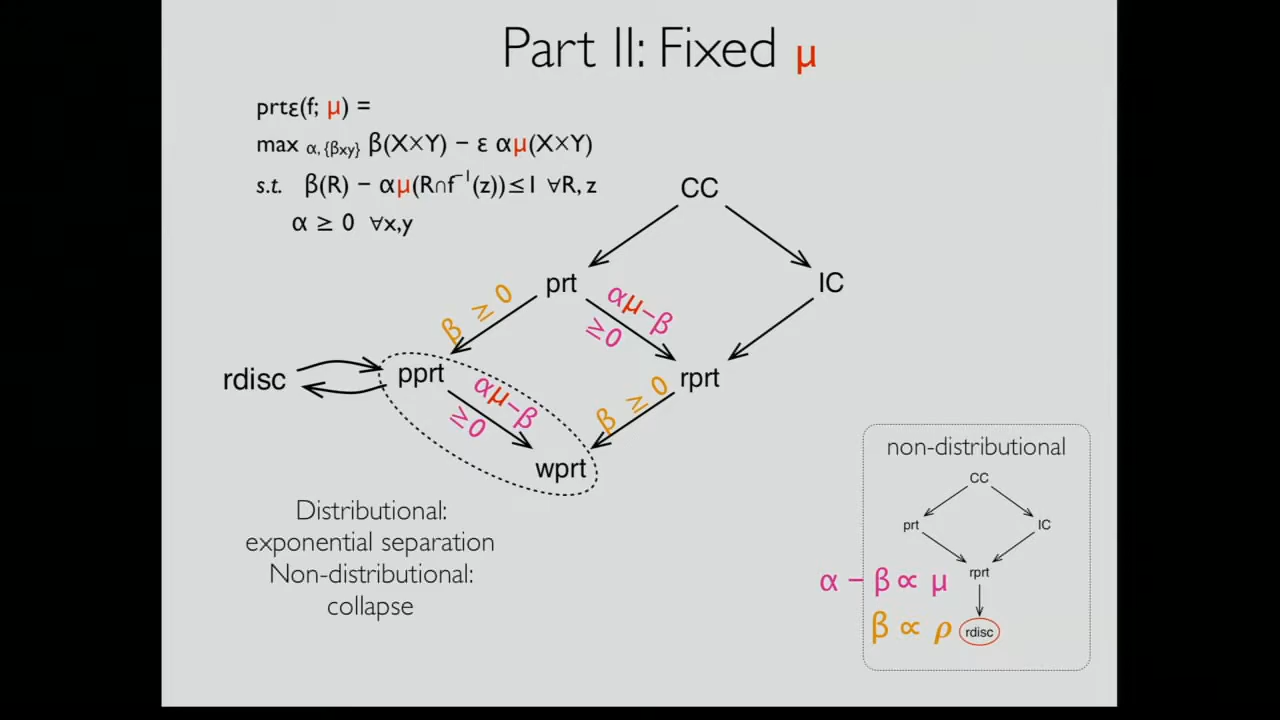 Part II: Fixed μ
prtε(f; μ) =
max α, {βxy} β(X×Y) − ε αμ(X×Y)
s.t. β(R) − αμ(R∩f⁻¹(z)) ≤ 1 ∀R, z
α ≥ 0 ∀x,y
CC
prt
IC
β ≥ 0
αμ−β
≥0
rdisc
pprt
rprt
αμ−β
≥0
β ≥ 0
wprt
Distributional:
exponential separation
Non-distributional:
collapse
non-distributional
CC
prt
IC
rprt
α − β ∝ μ
β ∝ ρ
rdisc